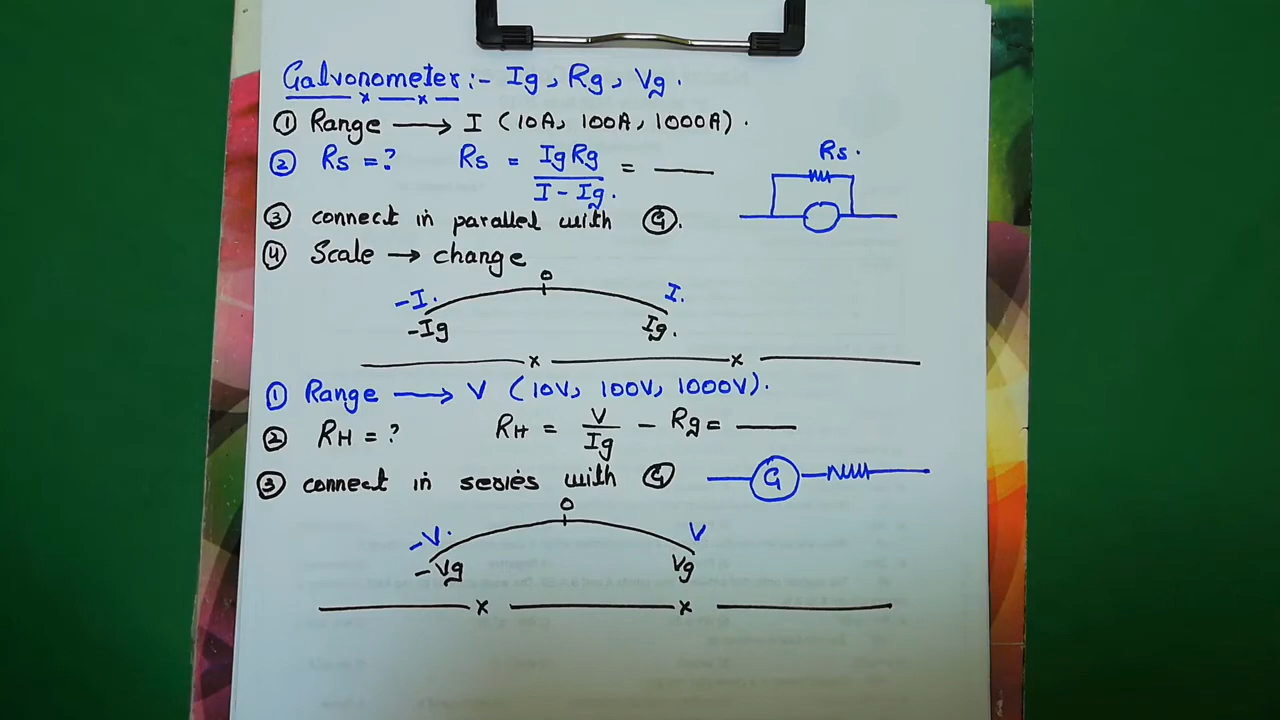 Galvonometer :- Ig, Rg, Vg.
① Range → I (10A, 100A, 1000A).
② Rs = ? Rs = IgRg / I - Ig. = ___
Rs.
③ connect in parallel with G.
④ Scale → change
0
-I. I.
-Ig Ig.
x x
① Range → V (10V, 100V, 1000V).
② RH = ? RH = V / Ig - Rg = ___
③ connect in series with G G
0
-V. V
-Vg Vg
x x